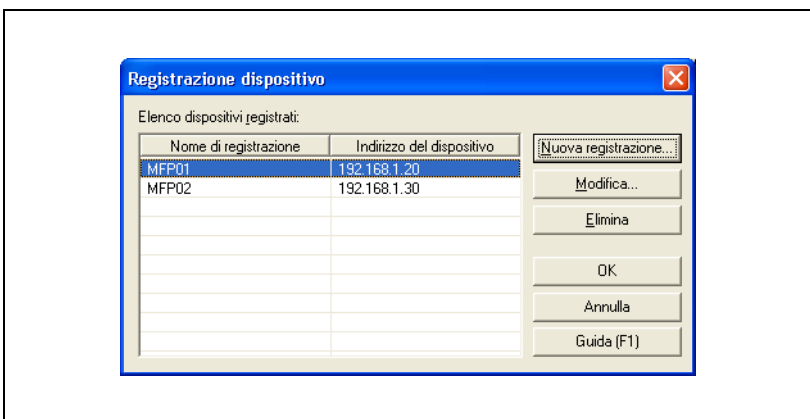 Registrazione dispositivo
Elenco dispositivi registrati:
Nome di registrazione Indirizzo del dispositivo
MFP01 192.168.1.20
MFP02 192.168.1.30
Nuova registrazione...
Modifica...
Elimina
OK
Annulla
Guida (F1)